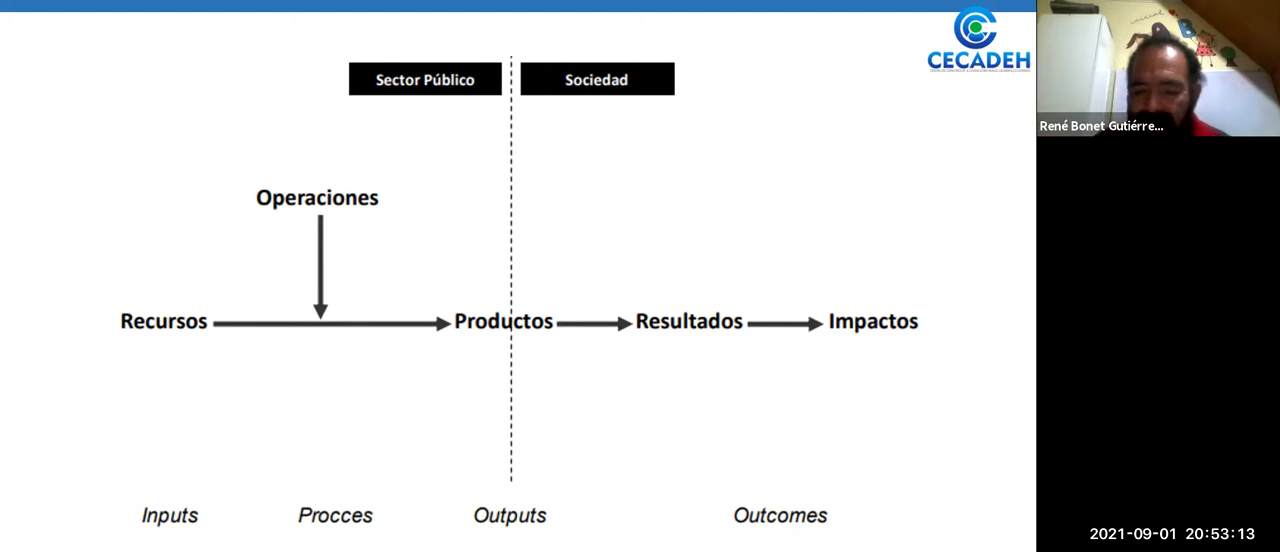 CECADEH
Sector Público
Sociedad
René Bonet Gutiérre...
Operaciones
Recursos
Productos
Resultados
Impactos
Inputs
Procces
Outputs
Outcomes
2021-09-01 20:53:13